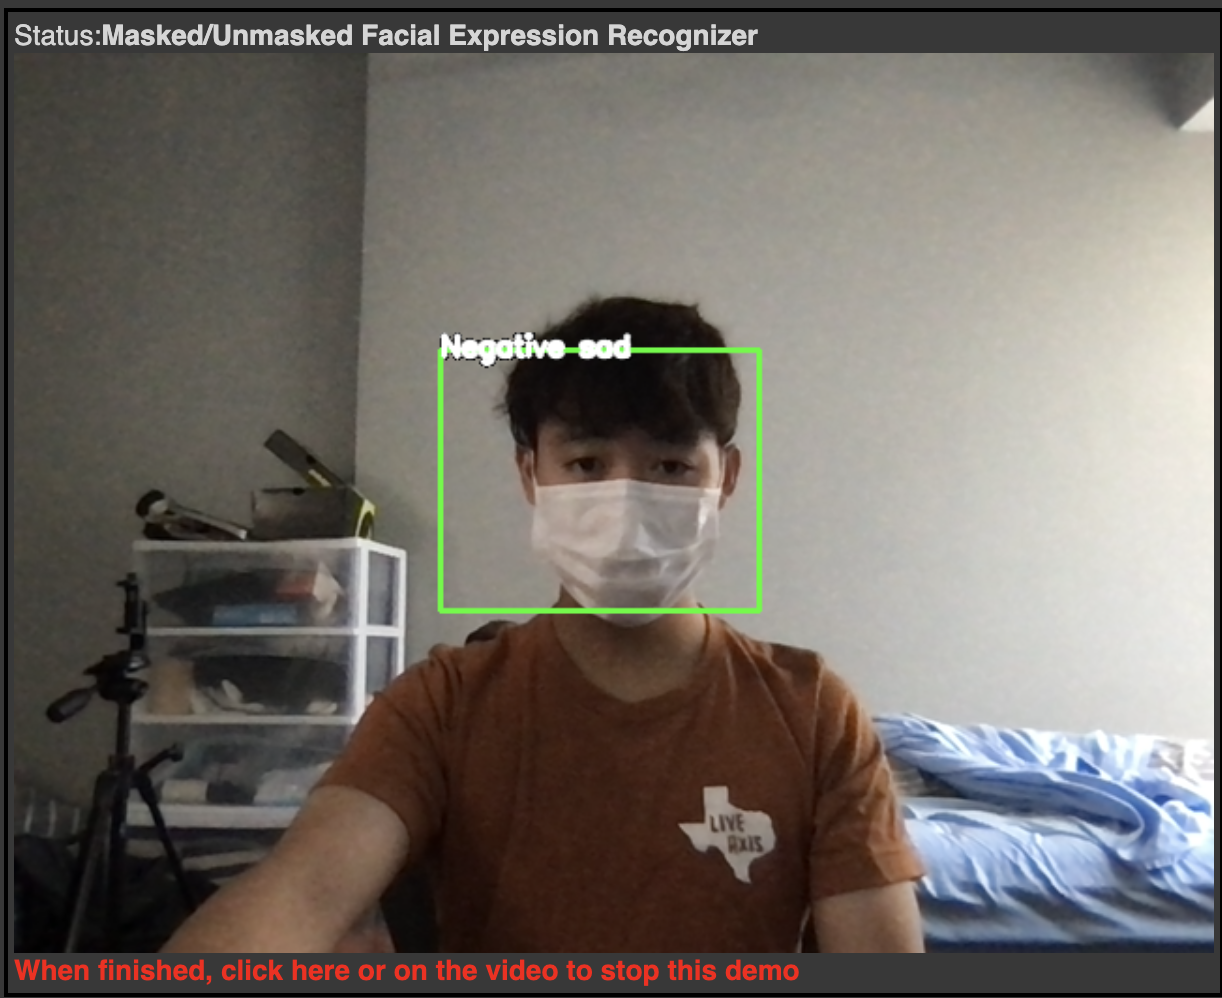 Status:Masked/Unmasked Facial Expression Recognizer
Negative sad
LIVE
AXIS
When finished, click here or on the video to stop this demo